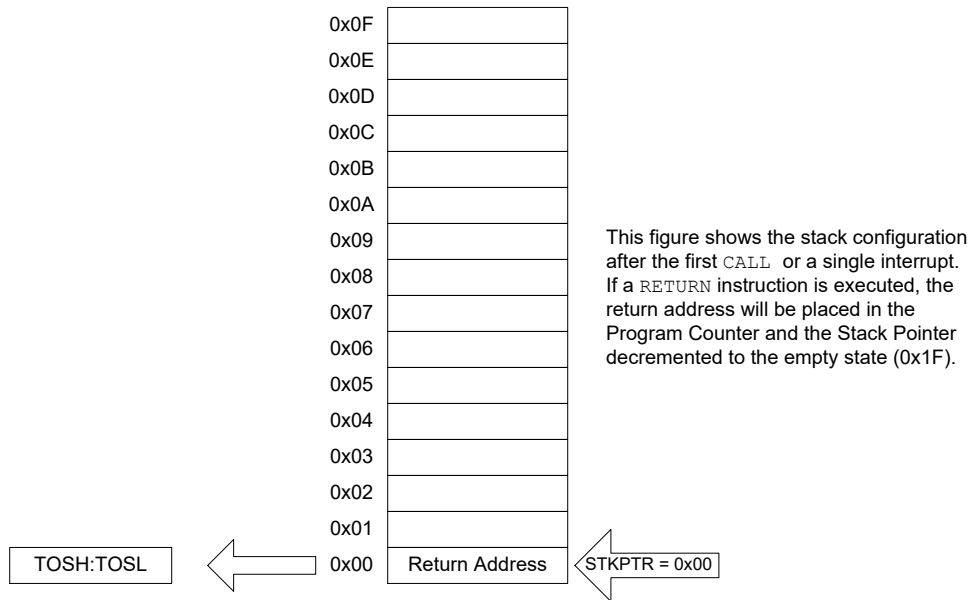 0x0F
0x0E
0x0D
0x0C
0x0B
0x0A
0x09
0x08
0x07
0x06
0x05
0x04
0x03
0x02
0x01
This figure shows the stack configuration
after the first CALL or a single interrupt.
If a RETURN instruction is executed, the
return address will be placed in the
Program Counter and the Stack Pointer
decremented to the empty state (0x1F).
TOSH:TOSL 0x00 Return Address STKPTR = 0x00